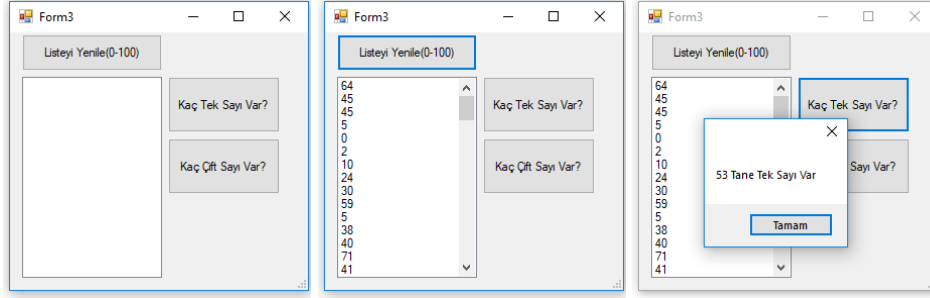 Form3
Listeyi Yenile(0-100)
Kaç Tek Sayı Var?
Kaç Çift Sayı Var?
Form3
Listeyi Yenile(0-100)
64
45
45
5
0
2
10
24
30
59
5
38
40
71
41
Kaç Tek Sayı Var?
Kaç Çift Sayı Var?
Form3
Listeyi Yenile(0-100)
64
45
45
5
0
2
10
24
30
59
5
38
40
71
41
Kaç Tek Sayı Var?
Sayı Var?
53 Tane Tek Sayı Var
Tamam